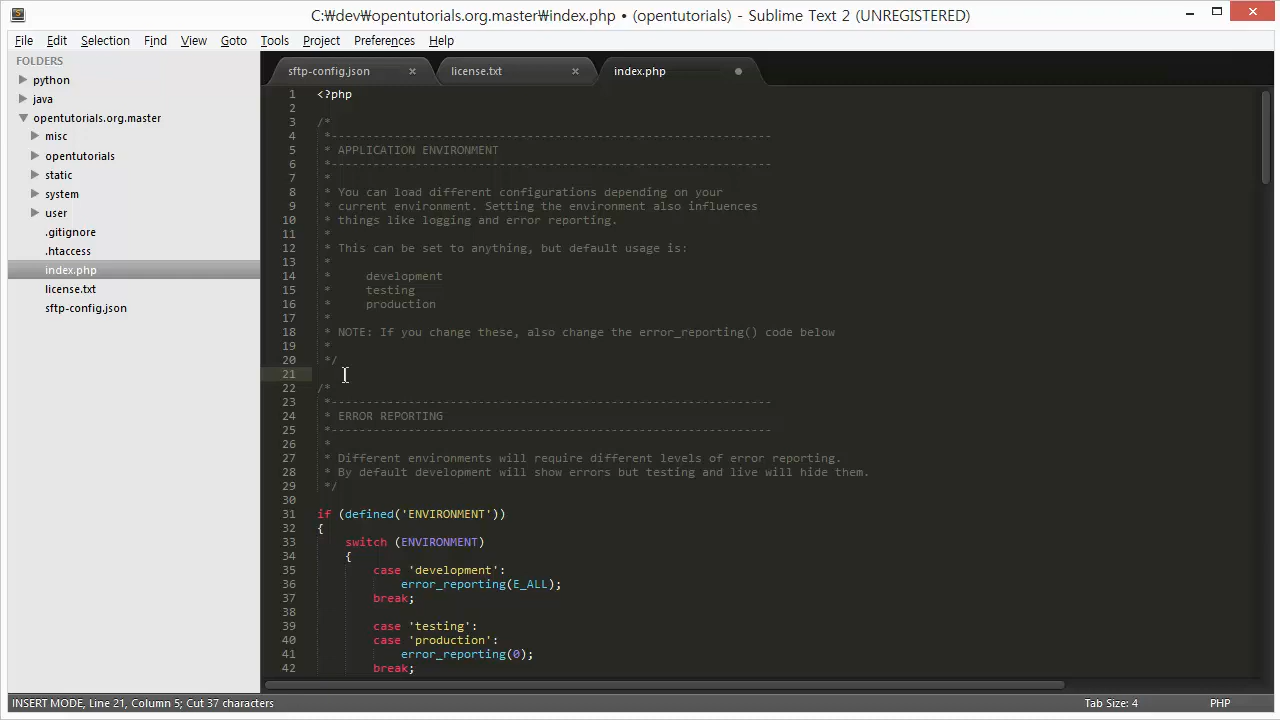 C:₩dev₩opentutorials.org.master₩index.php • (opentutorials) - Sublime Text 2 (UNREGISTERED)
File Edit Selection Find View Goto Tools Project Preferences Help
FOLDERS
python
java
opentutorials.org.master
misc
opentutorials
static
system
user
.gitignore
.htaccess
index.php
license.txt
sftp-config.json
sftp-config.json × license.txt × index.php
1 <?php
2
3 /*
4 *---------------------------------------------------------------
5 * APPLICATION ENVIRONMENT
6 *---------------------------------------------------------------
7 *
8 * You can load different configurations depending on your
9 * current environment. Setting the environment also influences
10 * things like logging and error reporting.
11 *
12 * This can be set to anything, but default usage is:
13 *
14 *     development
15 *     testing
16 *     production
17 *
18 * NOTE: If you change these, also change the error_reporting() code below
19 *
20 */
21
22 /*
23 *---------------------------------------------------------------
24 * ERROR REPORTING
25 *---------------------------------------------------------------
26 *
27 * Different environments will require different levels of error reporting.
28 * By default development will show errors but testing and live will hide them.
29 */
30
31 if (defined('ENVIRONMENT'))
32 {
33     switch (ENVIRONMENT)
34     {
35         case 'development':
36             error_reporting(E_ALL);
37         break;
38
39         case 'testing':
40         case 'production':
41             error_reporting(0);
42         break;
INSERT MODE, Line 21, Column 5; Cut 37 characters Tab Size: 4 PHP